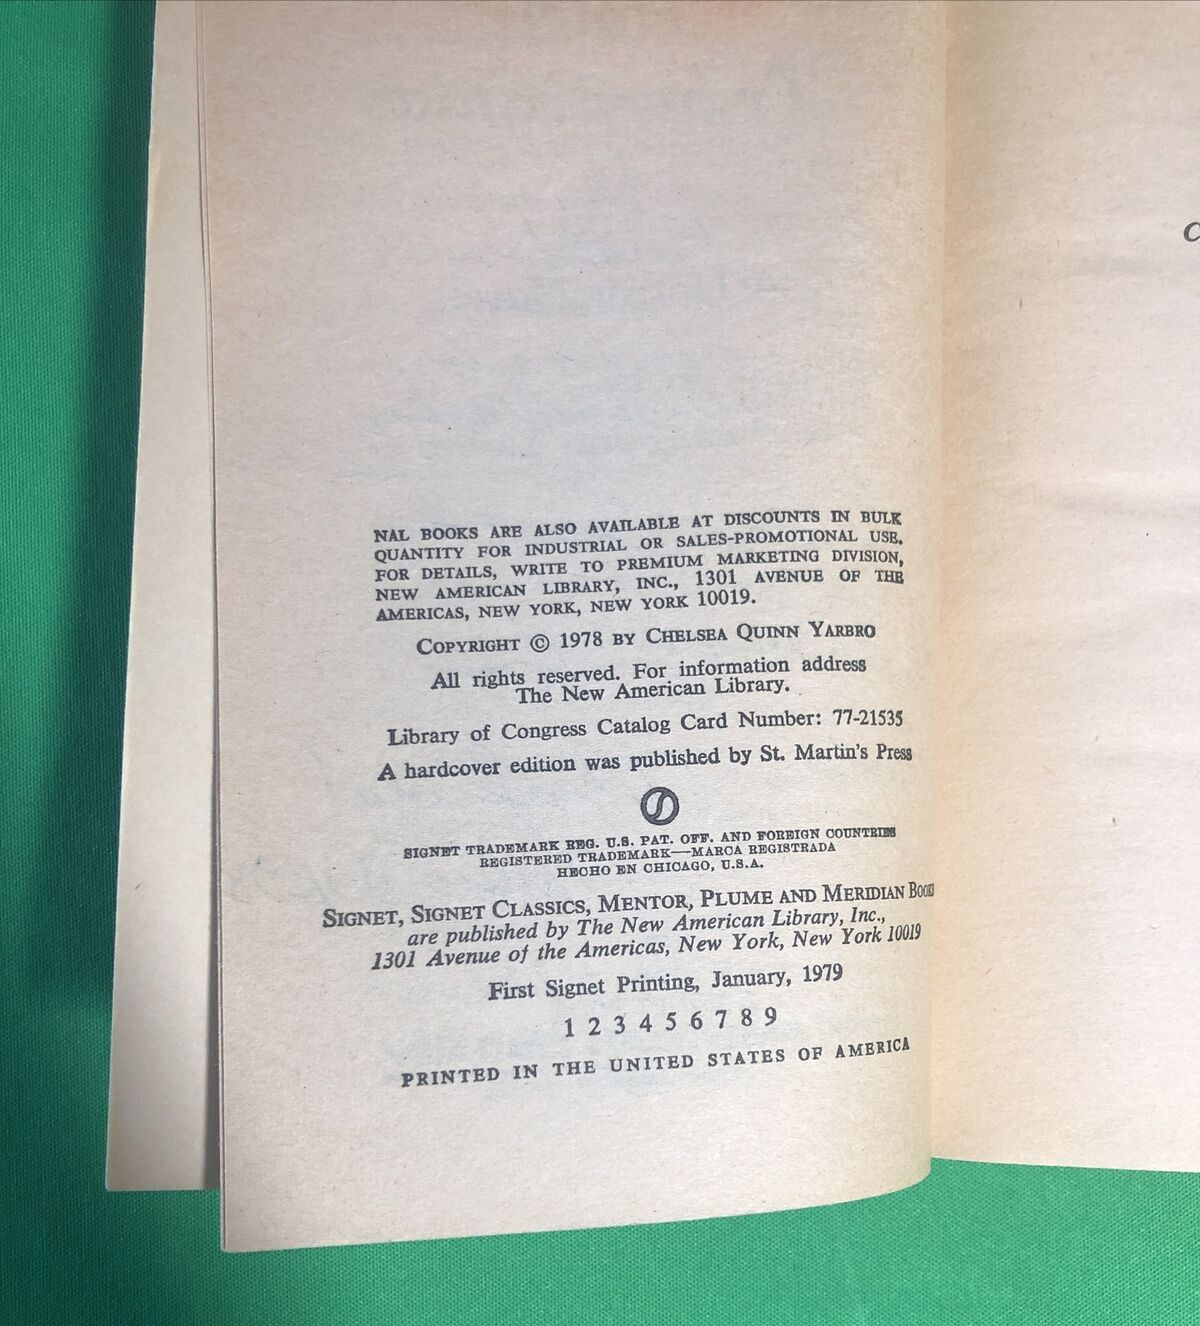 NAL BOOKS ARE ALSO AVAILABLE AT DISCOUNTS IN BULK
QUANTITY FOR INDUSTRIAL OR SALES-PROMOTIONAL USE.
FOR DETAILS, WRITE TO PREMIUM MARKETING DIVISION,
NEW AMERICAN LIBRARY, INC., 1301 AVENUE OF THE
AMERICAS, NEW YORK, NEW YORK 10019.
COPYRIGHT © 1978 BY CHELSEA QUINN YARBRO
All rights reserved. For information address
The New American Library.
Library of Congress Catalog Card Number: 77-21535
A hardcover edition was published by St. Martin's Press
SIGNET TRADEMARK REG. U.S. PAT. OFF. AND FOREIGN COUNTRIES
REGISTERED TRADEMARK—MARCA REGISTRADA
HECHO EN CHICAGO, U.S.A.
SIGNET, SIGNET CLASSICS, MENTOR, PLUME AND MERIDIAN BOOKS
are published by The New American Library, Inc.,
1301 Avenue of the Americas, New York, New York 10019
First Signet Printing, January, 1979
1 2 3 4 5 6 7 8 9
PRINTED IN THE UNITED STATES OF AMERICA